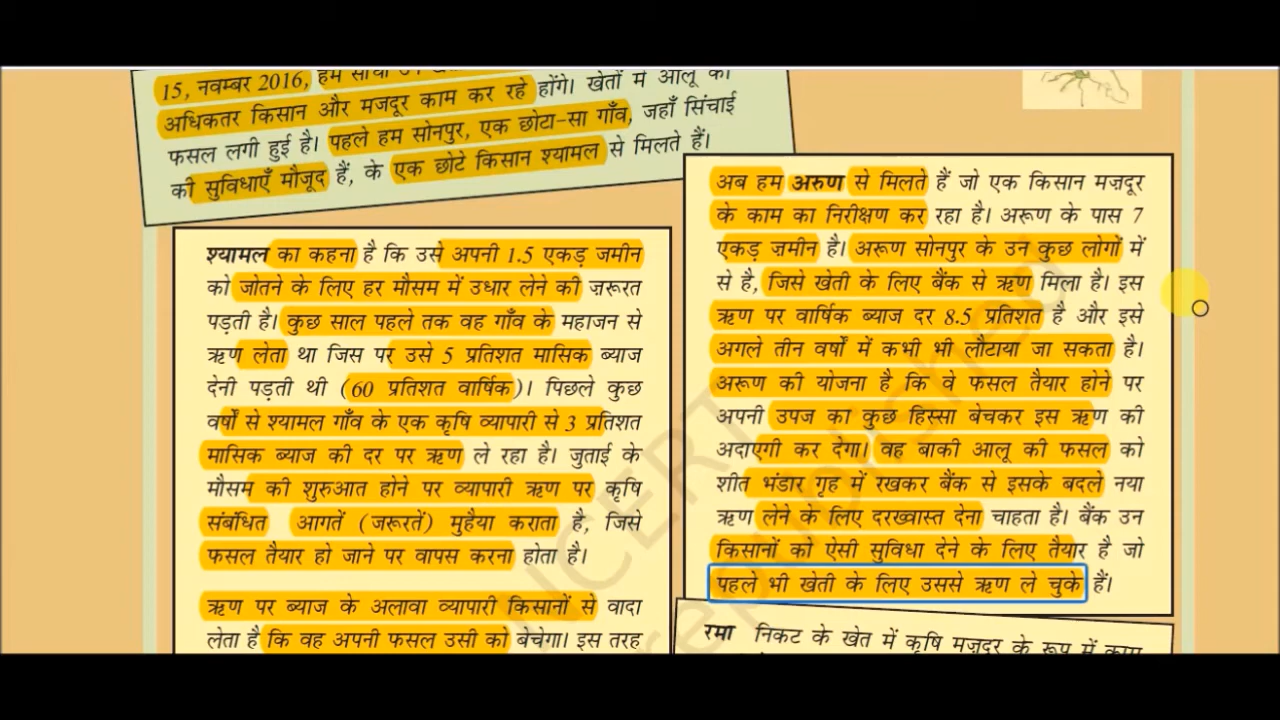 15, नवम्बर 2016, हम
अधिकतर किसान और मजदूर काम कर रहे होंगे। खेतों में आलू की
फसल लगी हुई है। पहले हम सोनपुर, एक छोटा-सा गाँव, जहाँ सिंचाई
की सुविधाएँ मौजूद हैं, के एक छोटे किसान श्यामल से मिलते हैं।
श्यामल का कहना है कि उसे अपनी 1.5 एकड़ जमीन
को जोतने के लिए हर मौसम में उधार लेने की ज़रूरत
पड़ती है। कुछ साल पहले तक वह गाँव के महाजन से
ऋण लेता था जिस पर उसे 5 प्रतिशत मासिक ब्याज
देनी पड़ती थी (60 प्रतिशत वार्षिक)। पिछले कुछ
वर्षों से श्यामल गाँव के एक कृषि व्यापारी से 3 प्रतिशत
मासिक ब्याज की दर पर ऋण ले रहा है। जुताई के
मौसम की शुरुआत होने पर व्यापारी ऋण पर कृषि
संबंधित आगतें (जरूरतें) मुहैया कराता है, जिसे
फसल तैयार हो जाने पर वापस करना होता है।
ऋण पर ब्याज के अलावा व्यापारी किसानों से वादा
लेता है कि वह अपनी फसल उसी को बेचेगा। इस तरह
अब हम अरुण से मिलते हैं जो एक किसान मज़दूर
के काम का निरीक्षण कर रहा है। अरूण के पास 7
एकड़ ज़मीन है। अरूण सोनपुर के उन कुछ लोगों में
से है, जिसे खेती के लिए बैंक से ऋण मिला है। इस
ऋण पर वार्षिक ब्याज दर 8.5 प्रतिशत है और इसे
अगले तीन वर्षों में कभी भी लौटाया जा सकता है।
अरूण की योजना है कि वे फसल तैयार होने पर
अपनी उपज का कुछ हिस्सा बेचकर इस ऋण की
अदाएगी कर देगा। वह बाकी आलू की फसल को
शीत भंडार गृह में रखकर बैंक से इसके बदले नया
ऋण लेने के लिए दरख्वास्त देना चाहता है। बैंक उन
किसानों को ऐसी सुविधा देने के लिए तैयार है जो
पहले भी खेती के लिए उससे ऋण ले चुके हैं।
रमा निकट के खेत में कृषि मज़दूर के रूप में काम
NCERT
republished